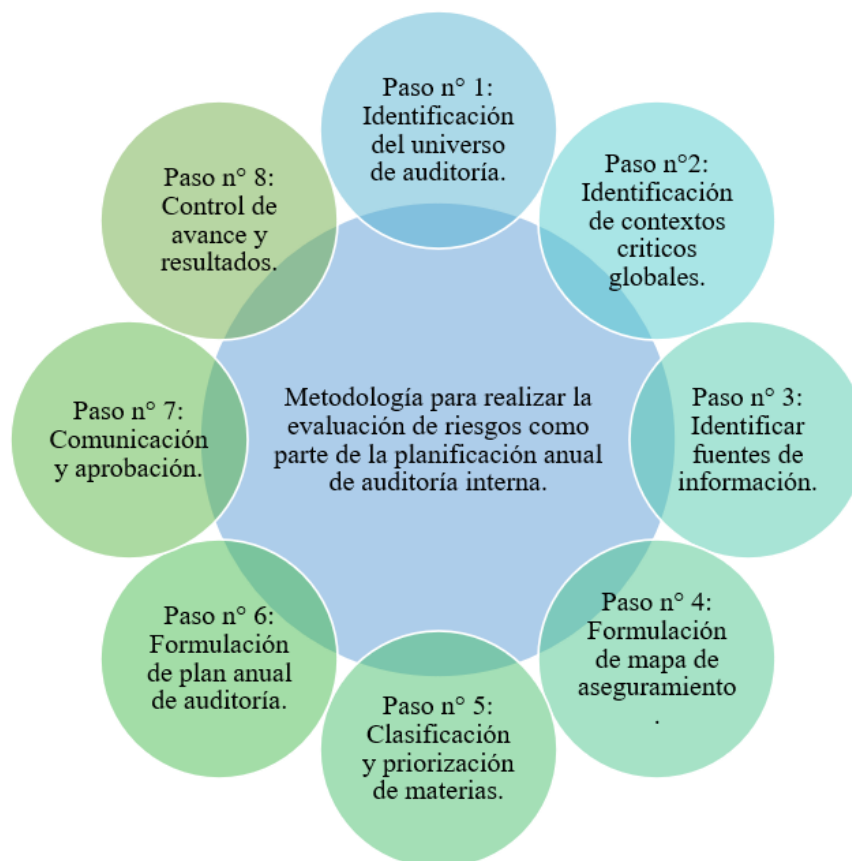 Paso n° 1:
Identificación
del universo
de auditoría.
Paso n°2:
Identificación
de contextos
criticos
globales.
Paso n° 3:
Identificar
fuentes de
información.
Paso n° 4:
Formulación
de mapa de
aseguramiento
.
Paso n° 5:
Clasificación
y priorización
de materias.
Paso n° 6:
Formulación
de plan anual
de auditoría.
Paso n° 7:
Comunicación
y aprobación.
Paso n° 8:
Control de
avance y
resultados.
Metodología para realizar la
evaluación de riesgos como
parte de la planificación anual
de auditoría interna.